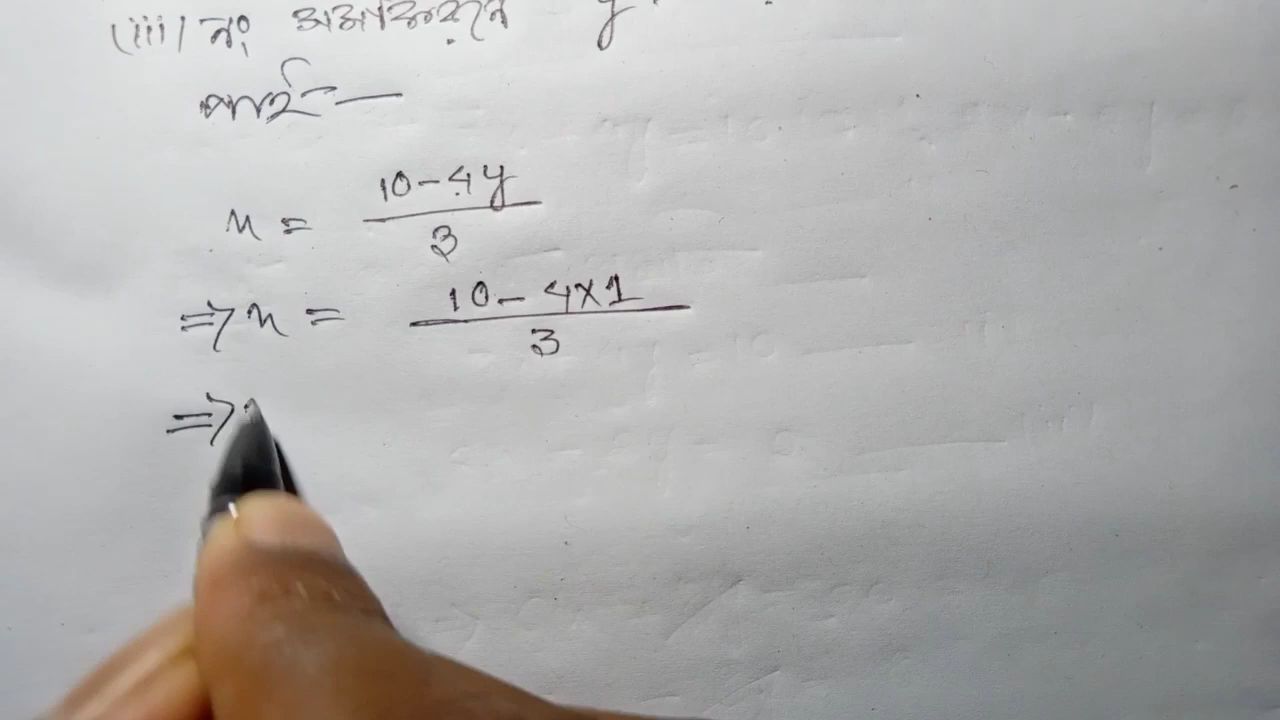 (iii) নং সমীকরণে y
পাই —
x = 10 - 4y / 3
⇒ x = 10 - 4×1 / 3
⇒